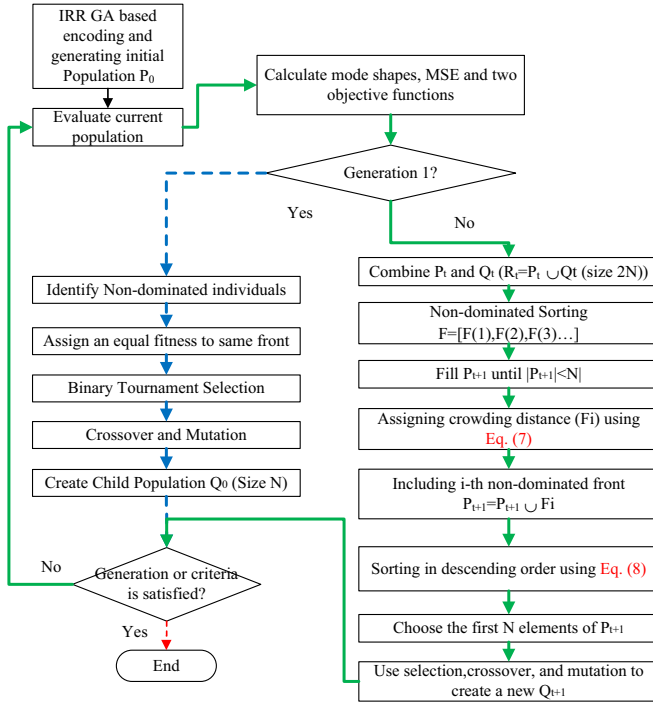 IRR GA based
encoding and
generating initial
Population P₀
Evaluate current
population
Calculate mode shapes, MSE and two
objective functions
Generation 1?
Yes
No
Identify Non-dominated individuals
Assign an equal fitness to same front
Binary Tournament Selection
Crossover and Mutation
Create Child Population Q₀ (Size N)
Combine Pₜ and Qₜ (Rₜ=Pₜ ∪Qt (size 2N))
Non-dominated Sorting
F=[F(1),F(2),F(3)…]
Fill Pₜ₊₁ until |Pₜ₊₁|<N|
Assigning crowding distance (Fi) using
Eq. (7)
Including i-th non-dominated front
Pₜ₊₁=Pₜ₊₁ ∪ Fi
Sorting in descending order using Eq. (8)
Choose the first N elements of Pₜ₊₁
Use selection,crossover, and mutation to
create a new Qₜ₊₁
No
Generation or criteria
is satisfied?
Yes
End